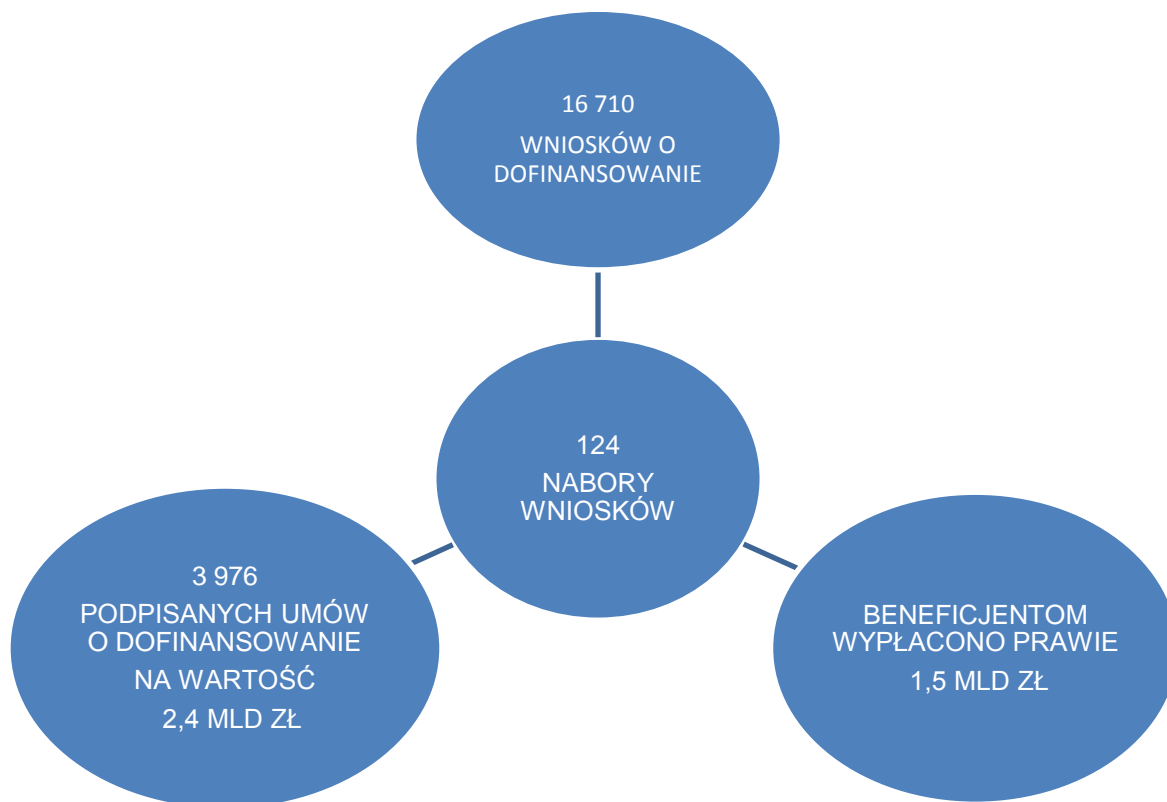 16 710
WNIOSKÓW O
DOFINANSOWANIE
124
NABORY
WNIOSKÓW
3 976
PODPISANYCH UMÓW
O DOFINANSOWANIE
NA WARTOŚĆ
2,4 MLD ZŁ
BENEFICJENTOM
WYPŁACONO PRAWIE
1,5 MLD ZŁ